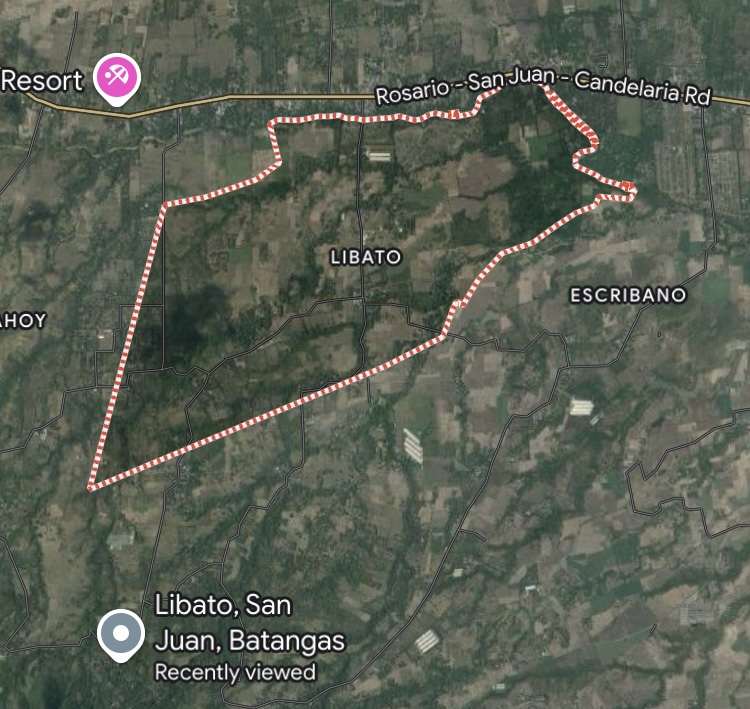 Resort
Rosario - San Juan - Candelaria Rd
LIBATO
ESCRIBANO
AHOY
Libato, San
Juan, Batangas
Recently viewed